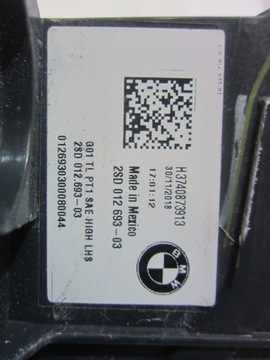 H3740873913
30/11/2018
17:01:12
Made in Mexico
2SD 012 693-03
G01 TL PT1 SAE HIGH LHS
2SD 012.693-03
0126930300080044
BMW